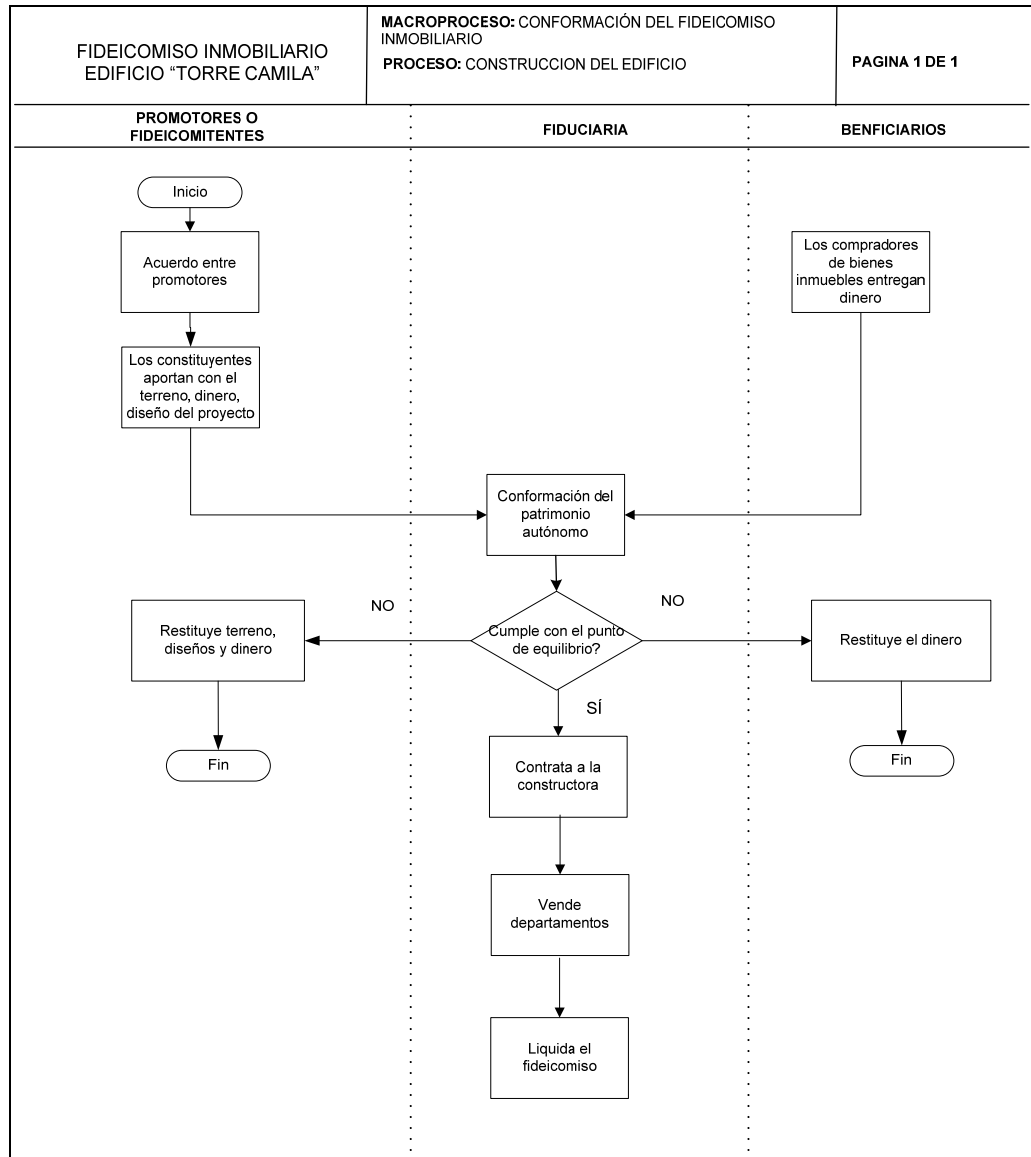 FIDEICOMISO INMOBILIARIO
EDIFICIO “TORRE CAMILA”
MACROPROCESO: CONFORMACIÓN DEL FIDEICOMISO
INMOBILIARIO
PROCESO: CONSTRUCCION DEL EDIFICIO
PAGINA 1 DE 1
PROMOTORES O
FIDEICOMITENTES
FIDUCIARIA
BENFICIARIOS
Inicio
Acuerdo entre
promotores
Los compradores
de bienes
inmuebles entregan
dinero
Los constituyentes
aportan con el
terreno, dinero,
diseño del proyecto
Conformación del
patrimonio
autónomo
NO
NO
Restituye terreno,
diseños y dinero
Cumple con el punto
de equilibrio?
Restituye el dinero
SÍ
Fin
Fin
Contrata a la
constructora
Vende
departamentos
Liquida el
fideicomiso